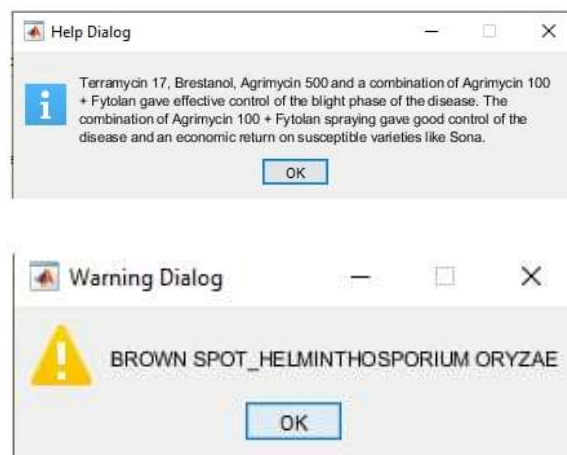 Help Dialog
Terramycin 17, Brestanol, Agrimycin 500 and a combination of Agrimycin 100
+ Fytolan gave effective control of the blight phase of the disease. The
combination of Agrimycin 100 + Fytolan spraying gave good control of the
disease and an economic return on susceptible varieties like Sona.
OK
Warning Dialog
BROWN SPOT_HELMINTHOSPORIUM ORYZAE
OK